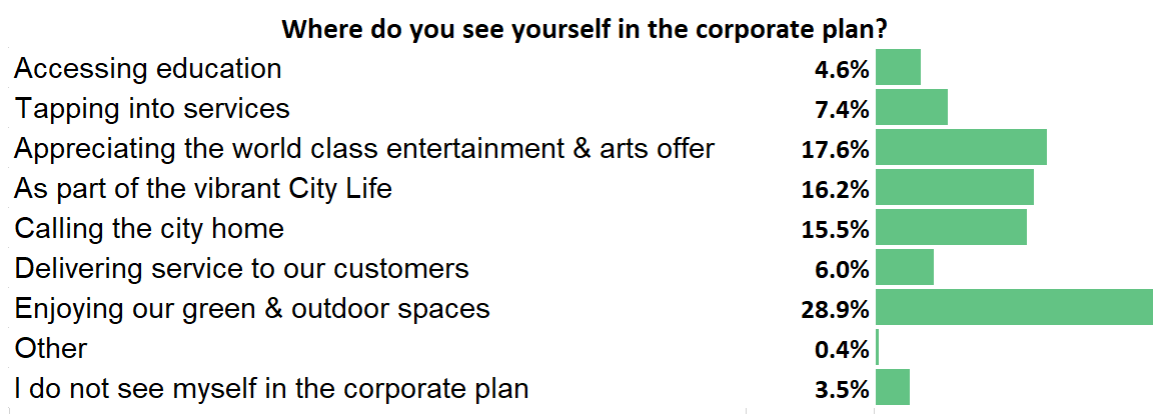 Where do you see yourself in the corporate plan?
Accessing education 4.6%
Tapping into services 7.4%
Appreciating the world class entertainment & arts offer 17.6%
As part of the vibrant City Life 16.2%
Calling the city home 15.5%
Delivering service to our customers 6.0%
Enjoying our green & outdoor spaces 28.9%
Other 0.4%
I do not see myself in the corporate plan 3.5%